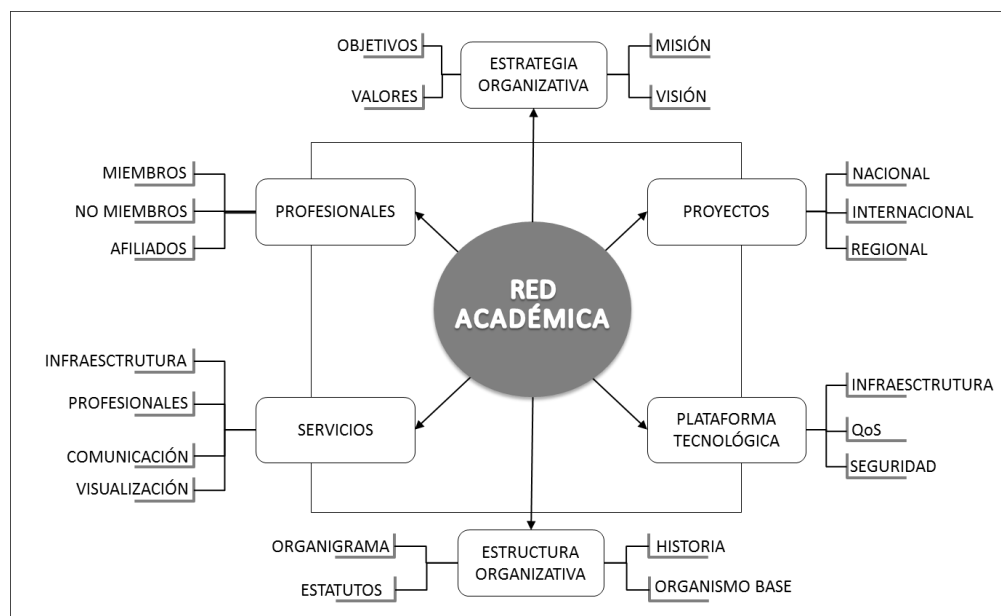 OBJETIVOS
VALORES
ESTRATEGIA
ORGANIZATIVA
MISIÓN
VISIÓN
MIEMBROS
NO MIEMBROS
AFILIADOS
PROFESIONALES
PROYECTOS
NACIONAL
INTERNACIONAL
REGIONAL
RED
ACADÉMICA
INFRAESCTRUTURA
PROFESIONALES
COMUNICACIÓN
VISUALIZACIÓN
SERVICIOS
PLATAFORMA
TECNOLÓGICA
INFRAESCTRUTURA
QoS
SEGURIDAD
ORGANIGRAMA
ESTATUTOS
ESTRUCTURA
ORGANIZATIVA
HISTORIA
ORGANISMO BASE